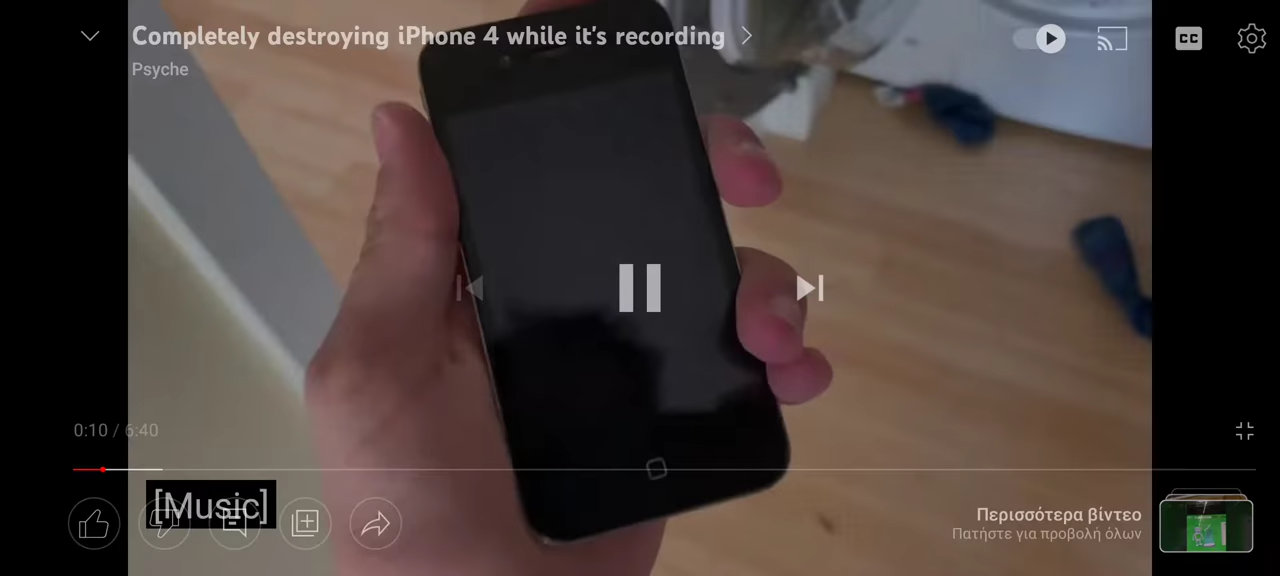 Completely destroying iPhone 4 while it's recording
Psyche
CC
0:10 / 6:40
[Music]
Περισσότερα βίντεο
Πατήστε για προβολή όλων